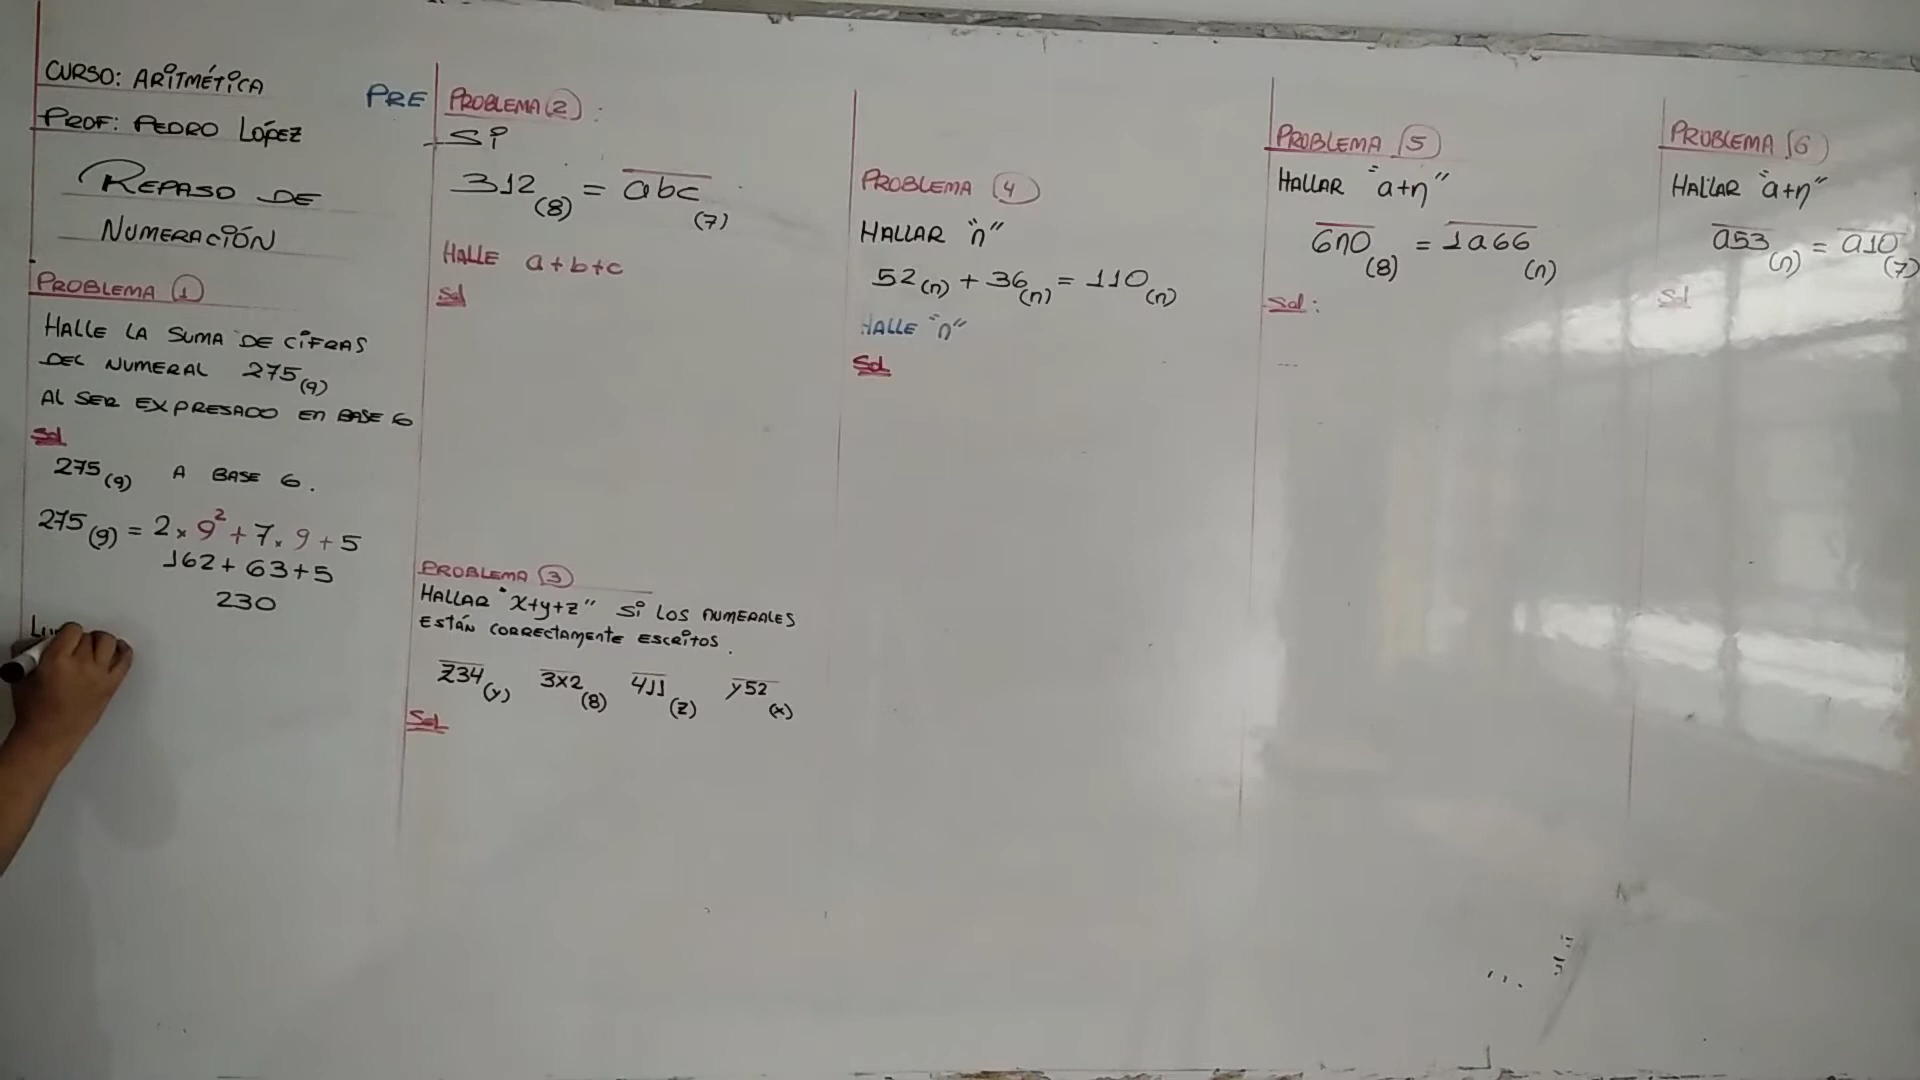 CURSO: ARITMÉTICA
PROF: PEDRO LÓPEZ
REPASO DE
NUMERACIÓN
PROBLEMA 1
HALLE LA SUMA DE CIFRAS
DEL NUMERAL 275(9)
AL SER EXPRESADO EN BASE 6
Sol
275(9) A BASE 6.
275(9) = 2 x 9² + 7 x 9 + 5
162 + 63 + 5
230
PRE
PROBLEMA 2 :
Si
312(8) = abc(7)
HALLE a+b+c
Sol
PROBLEMA 3
HALLAR "x+y+z" Si LOS NUMERALES
ESTÁN CORRECTAMENTE ESCRITOS.
Z34(y) 3x2(8) 411(z) y52(x)
Sol
PROBLEMA 4
HALLAR "n"
52(n) + 36(n) = 110(n)
HALLE "n"
Sol
PROBLEMA 5
HALLAR "a+n"
6n0(8) = 1a66(n)
Sol:
PROBLEMA 6
HALLAR "a+n"
a53(n) = a10(7)
Sol